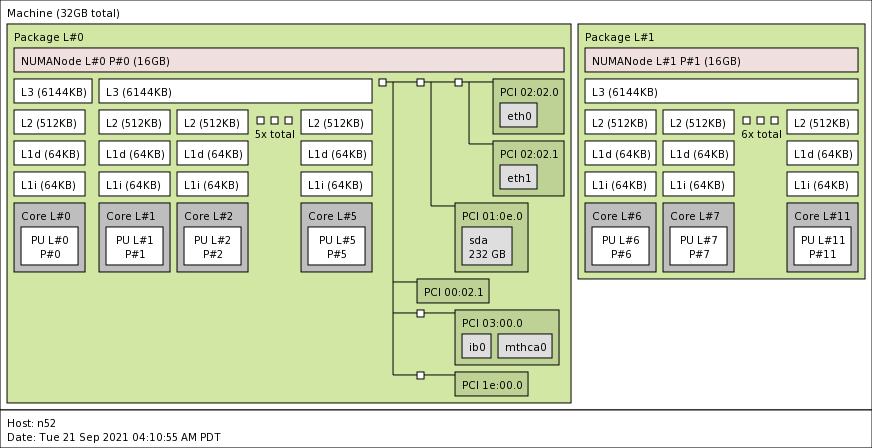 Machine (32GB total)
Package L#0
NUMANode L#0 P#0 (16GB)
L3 (6144KB)
L3 (6144KB)
L2 (512KB)
L2 (512KB)
L2 (512KB)
5x total
L2 (512KB)
L1d (64KB)
L1d (64KB)
L1d (64KB)
L1d (64KB)
L1i (64KB)
L1i (64KB)
L1i (64KB)
L1i (64KB)
Core L#0
PU L#0
P#0
Core L#1
PU L#1
P#1
Core L#2
PU L#2
P#2
Core L#5
PU L#5
P#5
PCI 02:02.0
eth0
PCI 02:02.1
eth1
PCI 01:0e.0
sda
232 GB
PCI 00:02.1
PCI 03:00.0
ib0
mthca0
PCI 1e:00.0
Package L#1
NUMANode L#1 P#1 (16GB)
L3 (6144KB)
L2 (512KB)
L2 (512KB)
6x total
L2 (512KB)
L1d (64KB)
L1d (64KB)
L1d (64KB)
L1i (64KB)
L1i (64KB)
L1i (64KB)
Core L#6
PU L#6
P#6
Core L#7
PU L#7
P#7
Core L#11
PU L#11
P#11
Host: n52
Date: Tue 21 Sep 2021 04:10:55 AM PDT